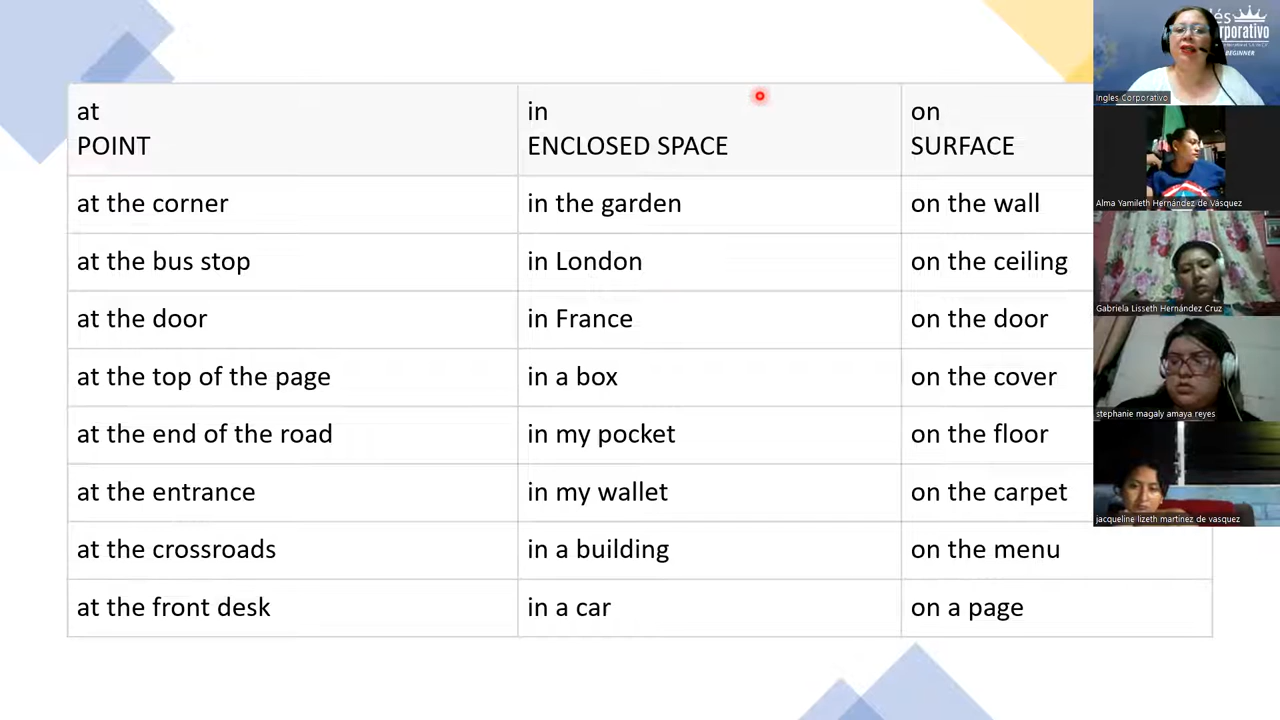 at
POINT
in
ENCLOSED SPACE
on
SURFACE
at the corner
in the garden
on the wall
at the bus stop
in London
on the ceiling
at the door
in France
on the door
at the top of the page
in a box
on the cover
at the end of the road
in my pocket
on the floor
at the entrance
in my wallet
on the carpet
at the crossroads
in a building
on the menu
at the front desk
in a car
on a page
és
rporativo
BEGINNER
Ingles Corporativo
Alma Yamileth Hernández de Vásquez
Gabriela Lisseth Hernández Cruz
stephanie magaly amaya reyes
jacqueline lizeth martinez de vasquez